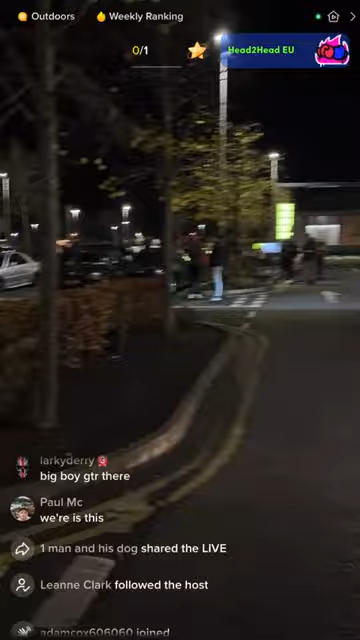 Outdoors
Weekly Ranking
0/1
Head2Head EU
larkyderry
big boy gtr there
Paul Mc
we're is this
1 man and his dog shared the LIVE
Leanne Clark followed the host
adamcox606060 joined